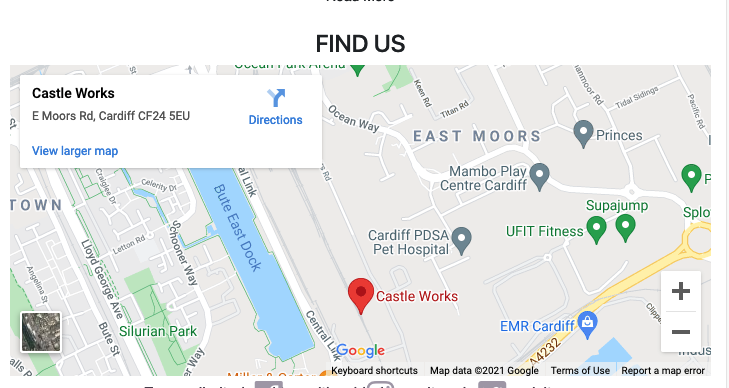 FIND US
Castle Works
E Moors Rd, Cardiff CF24 5EU
Directions
View larger map
Ocean Park Arena
Keen Rd
Titan Rd
Ocean Way
EAST MOORS
Tidal Sidings
Pacific Rd
Princes
Mambo Play
Centre Cardiff
Supajump
UFIT Fitness
Cardiff PDSA
Pet Hospital
Castle Works
EMR Cardiff
A4232
TOWN
Craiglee Dr
Celerity Dr
Letton Rd
Schooner Way
Bute East Dock
Central Link
Lloyd George Ave
Angelina St
Bute St
Silurian Park
Google
Keyboard shortcuts
Map data ©2021 Google
Terms of Use
Report a map error